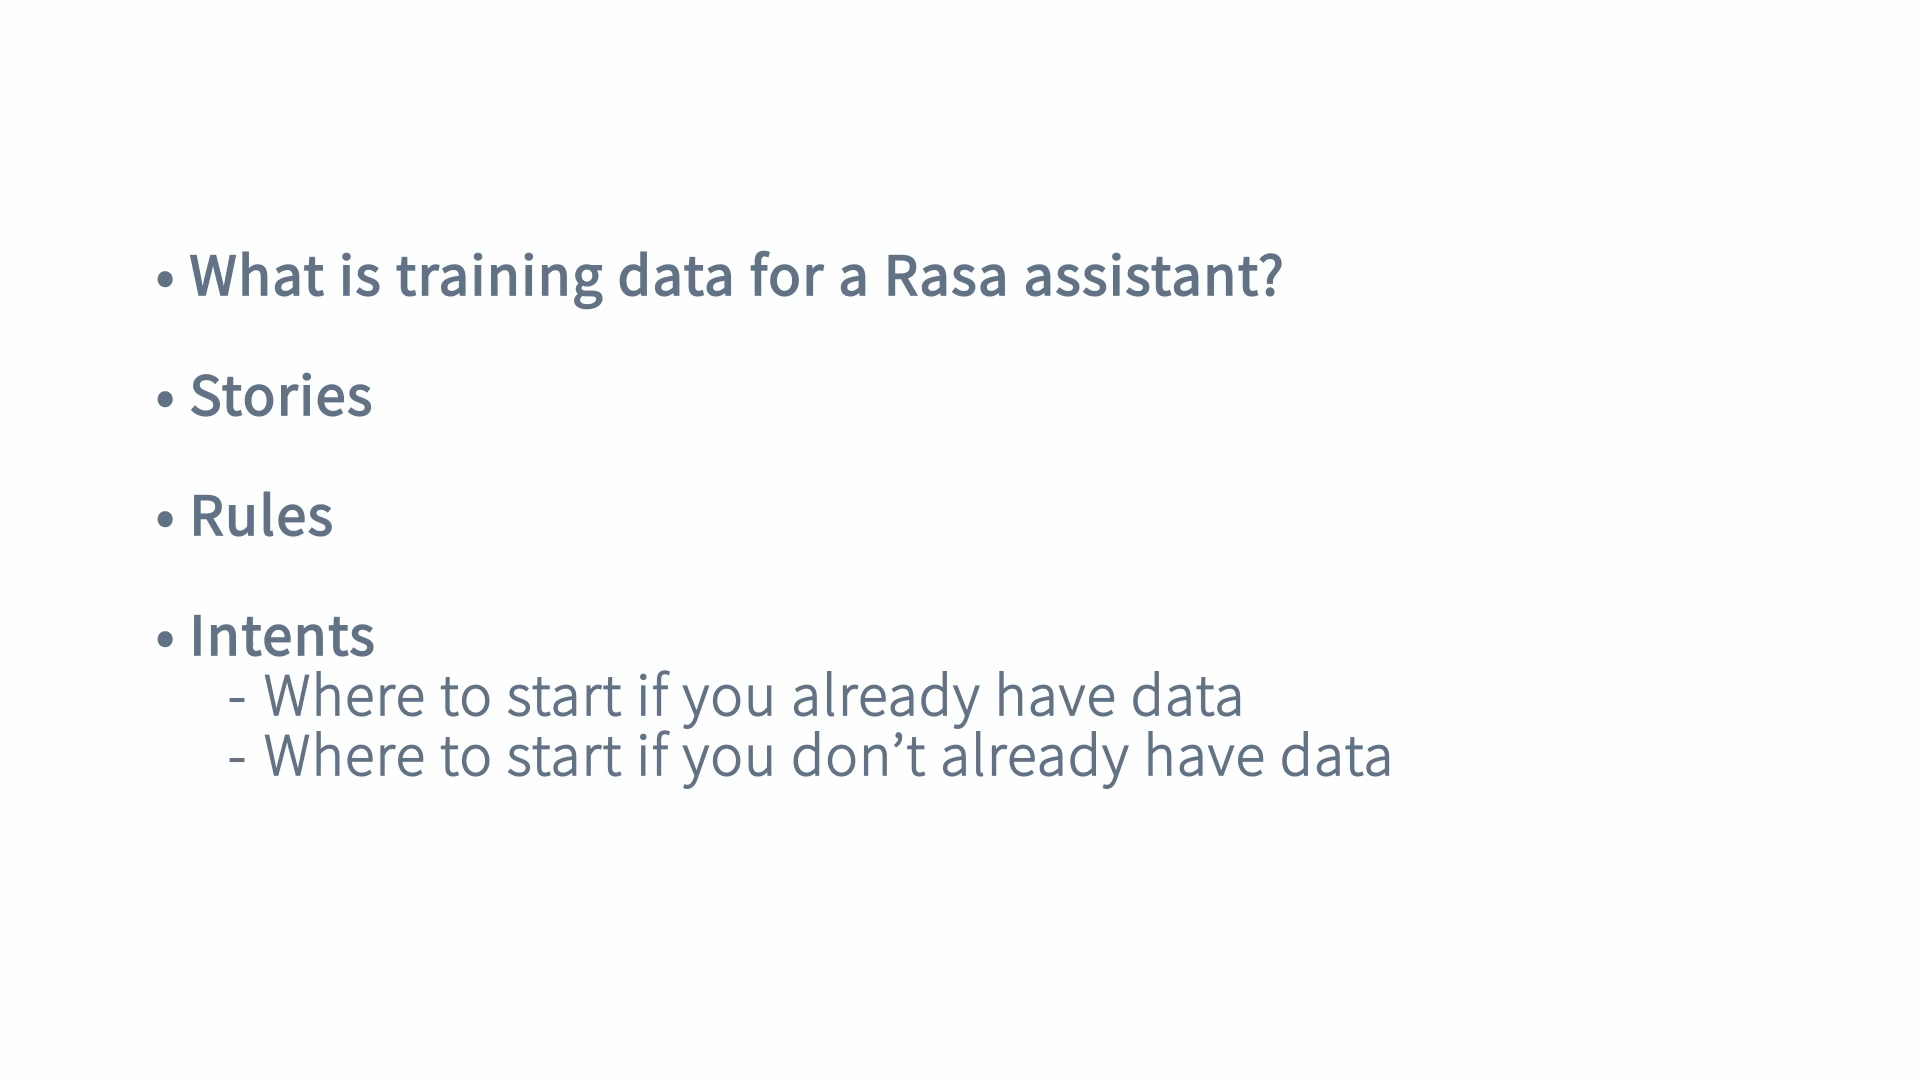 • What is training data for a Rasa assistant?
• Stories
• Rules
• Intents
- Where to start if you already have data
- Where to start if you don’t already have data